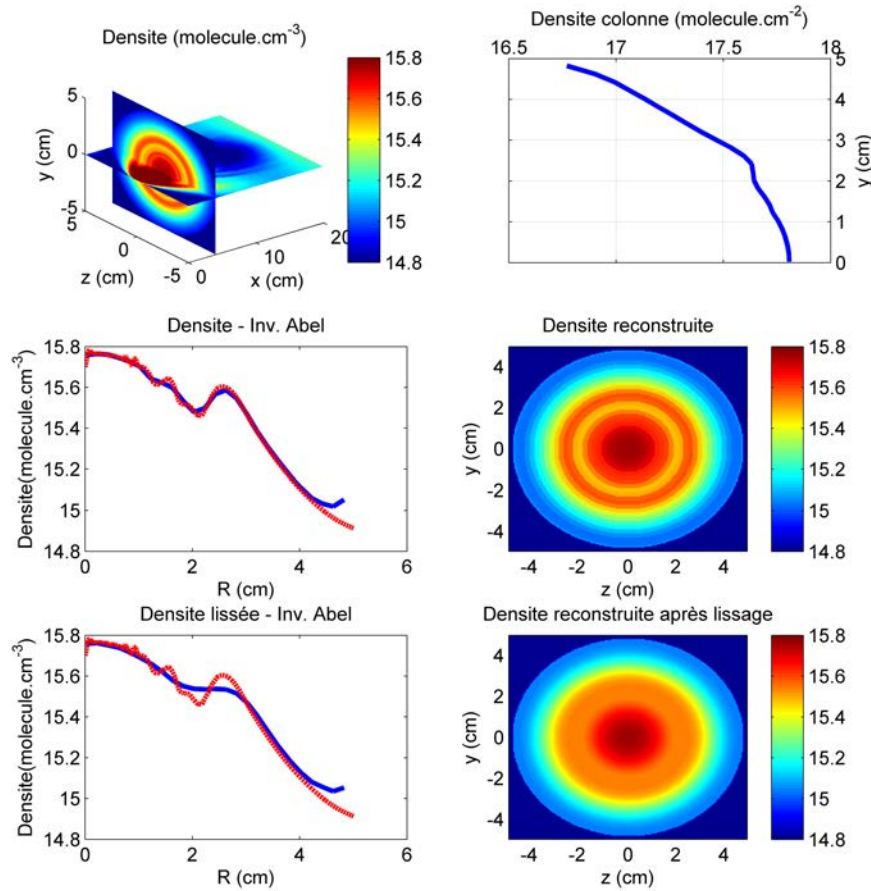 Densite (molecule.cm-3)
5
0
-5
y (cm)
5
0
-5
z (cm)
0
10
20
x (cm)
15.8
15.6
15.4
15.2
15
14.8
Densite colonne (molecule.cm-2)
16.5 17 17.5 18
5
4
3
2
1
0
y (cm)
Densite - Inv. Abel
15.8
15.6
15.4
15.2
15
14.8
Densite(molecule.cm-3)
0 2 4 6
R (cm)
Densite reconstruite
4
2
0
-2
-4
y (cm)
-4 -2 0 2 4
z (cm)
15.8
15.6
15.4
15.2
15
14.8
Densite lissée - Inv. Abel
15.8
15.6
15.4
15.2
15
14.8
Densite(molecule.cm-3)
0 2 4 6
R (cm)
Densite reconstruite après lissage
4
2
0
-2
-4
y (cm)
-4 -2 0 2 4
z (cm)
15.8
15.6
15.4
15.2
15
14.8